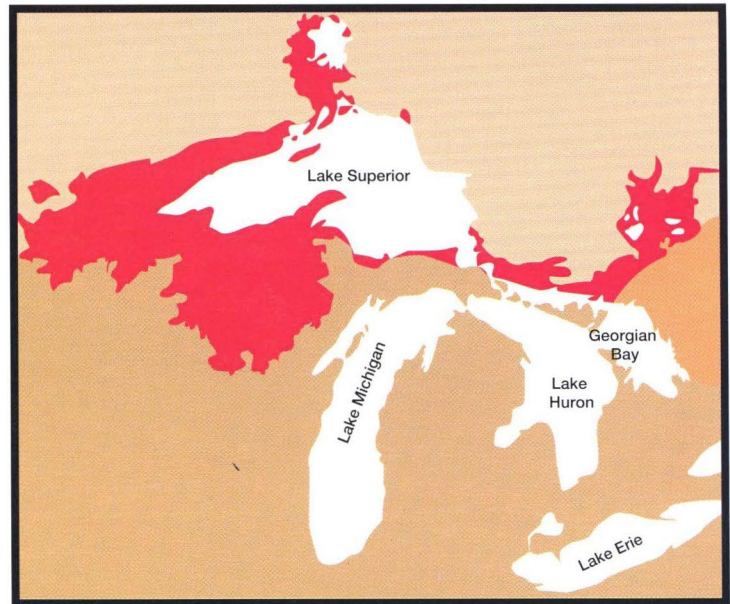 Lake Superior
Georgian
Bay
Lake Michigan
Lake
Huron
Lake Erie